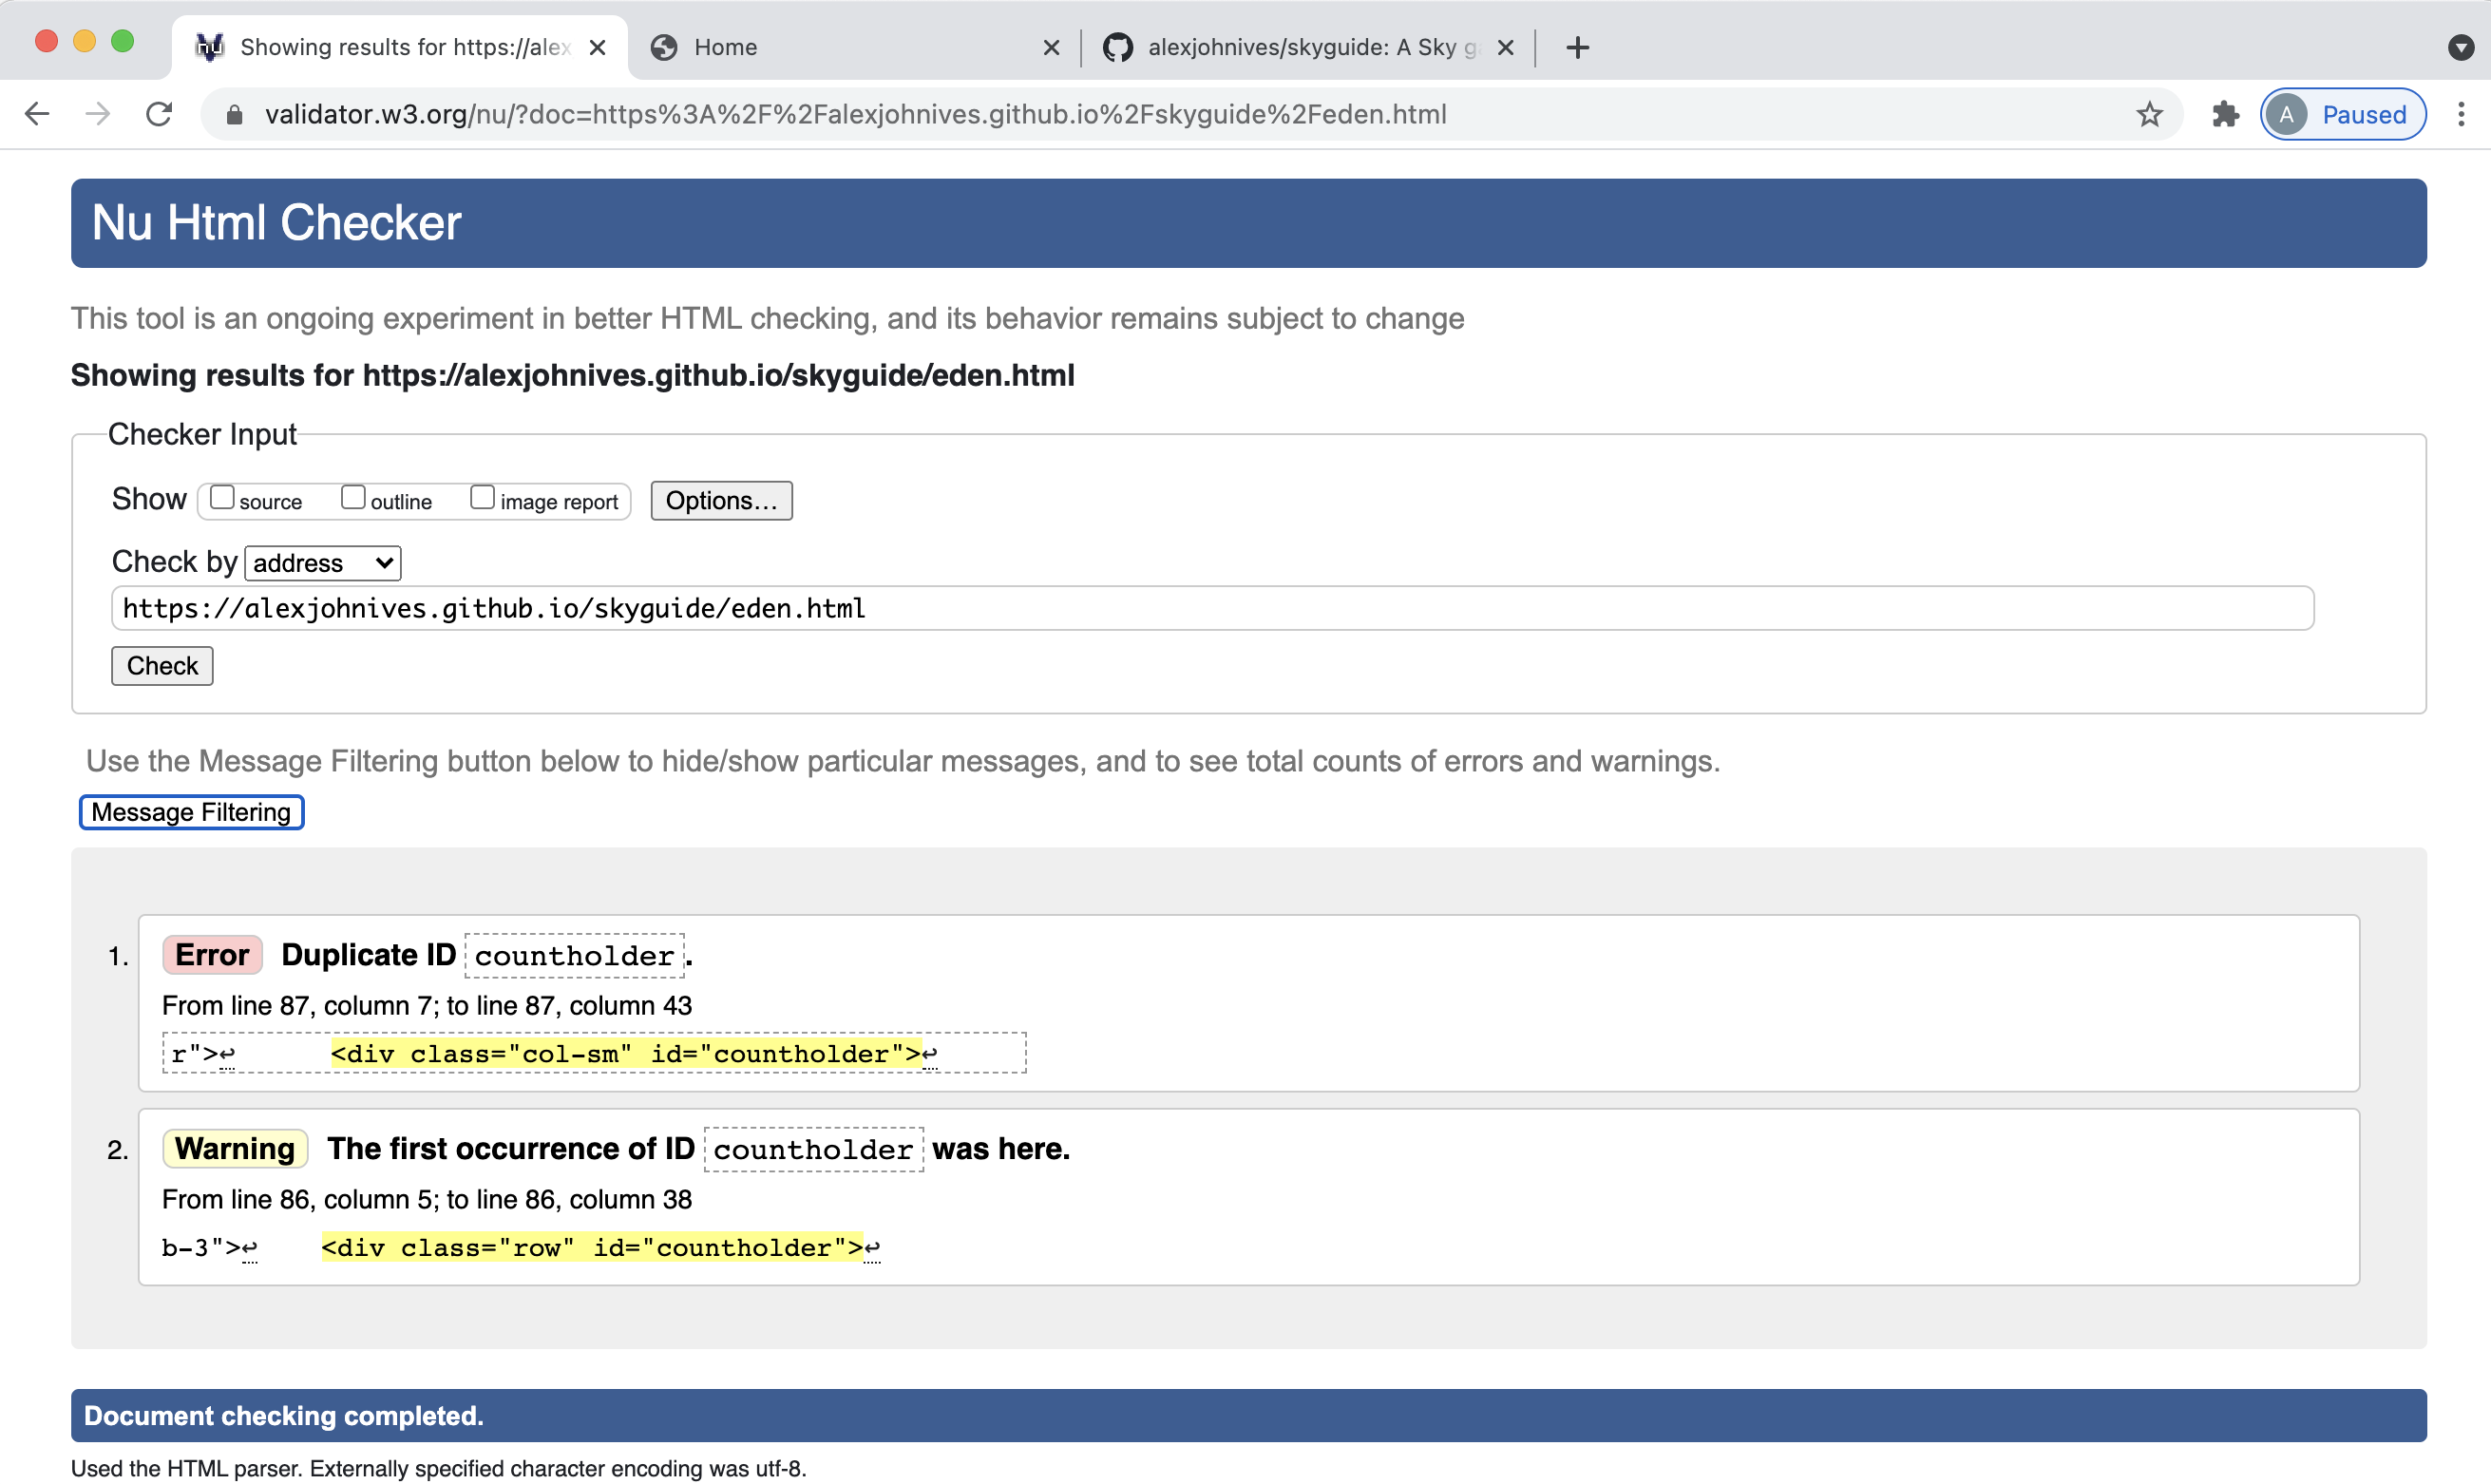 Showing results for https://alex
Home
alexjohnives/skyguide: A Sky g
validator.w3.org/nu/?doc=https%3A%2F%2Falexjohnives.github.io%2Fskyguide%2Feden.html
A Paused
Nu Html Checker
This tool is an ongoing experiment in better HTML checking, and its behavior remains subject to change
Showing results for https://alexjohnives.github.io/skyguide/eden.html
Checker Input
Show source outline image report Options...
Check by address
https://alexjohnives.github.io/skyguide/eden.html
Check
Use the Message Filtering button below to hide/show particular messages, and to see total counts of errors and warnings.
Message Filtering
1. Error Duplicate ID countholder.
From line 87, column 7; to line 87, column 43
r">↩ <div class="col-sm" id="countholder">↩
2. Warning The first occurrence of ID countholder was here.
From line 86, column 5; to line 86, column 38
b-3">↩ <div class="row" id="countholder">↩
Document checking completed.
Used the HTML parser. Externally specified character encoding was utf-8.